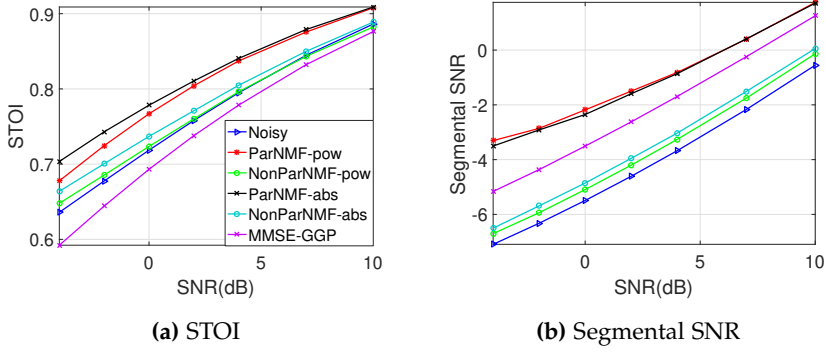 0.9
0.8
0.7
0.6
STOI
Noisy
ParNMF-pow
NonParNMF-pow
ParNMF-abs
NonParNMF-abs
MMSE-GGP
0
5
10
SNR(dB)
(a) STOI
0
-2
-4
-6
Segmental SNR
0
5
10
SNR(dB)
(b) Segmental SNR